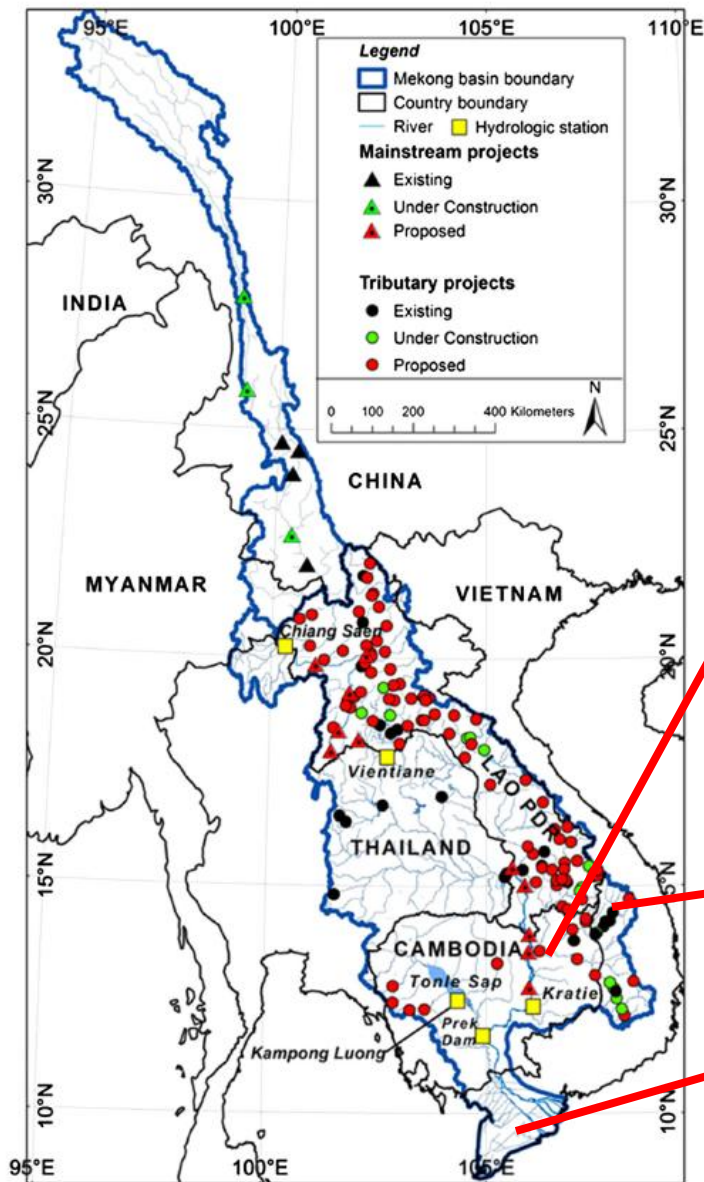 95°E 100°E 105°E 110°E
Legend
Mekong basin boundary
Country boundary
River Hydrologic station
Mainstream projects
Existing
Under Construction
Proposed
Tributary projects
Existing
Under Construction
Proposed
N
0 100 200 400 Kilometers
30°N 30°N
INDIA
25°N 25°N
CHINA
MYANMAR
VIETNAM
Chiang Saen
20°N 20°N
Vientiane
LAO PDR
THAILAND
15°N 15°N
CAMBODIA
Tonle Sap
Kratie
Prek
Dam
Kampong Luong
10°N 10°N
95°E 100°E 105°E 110°E